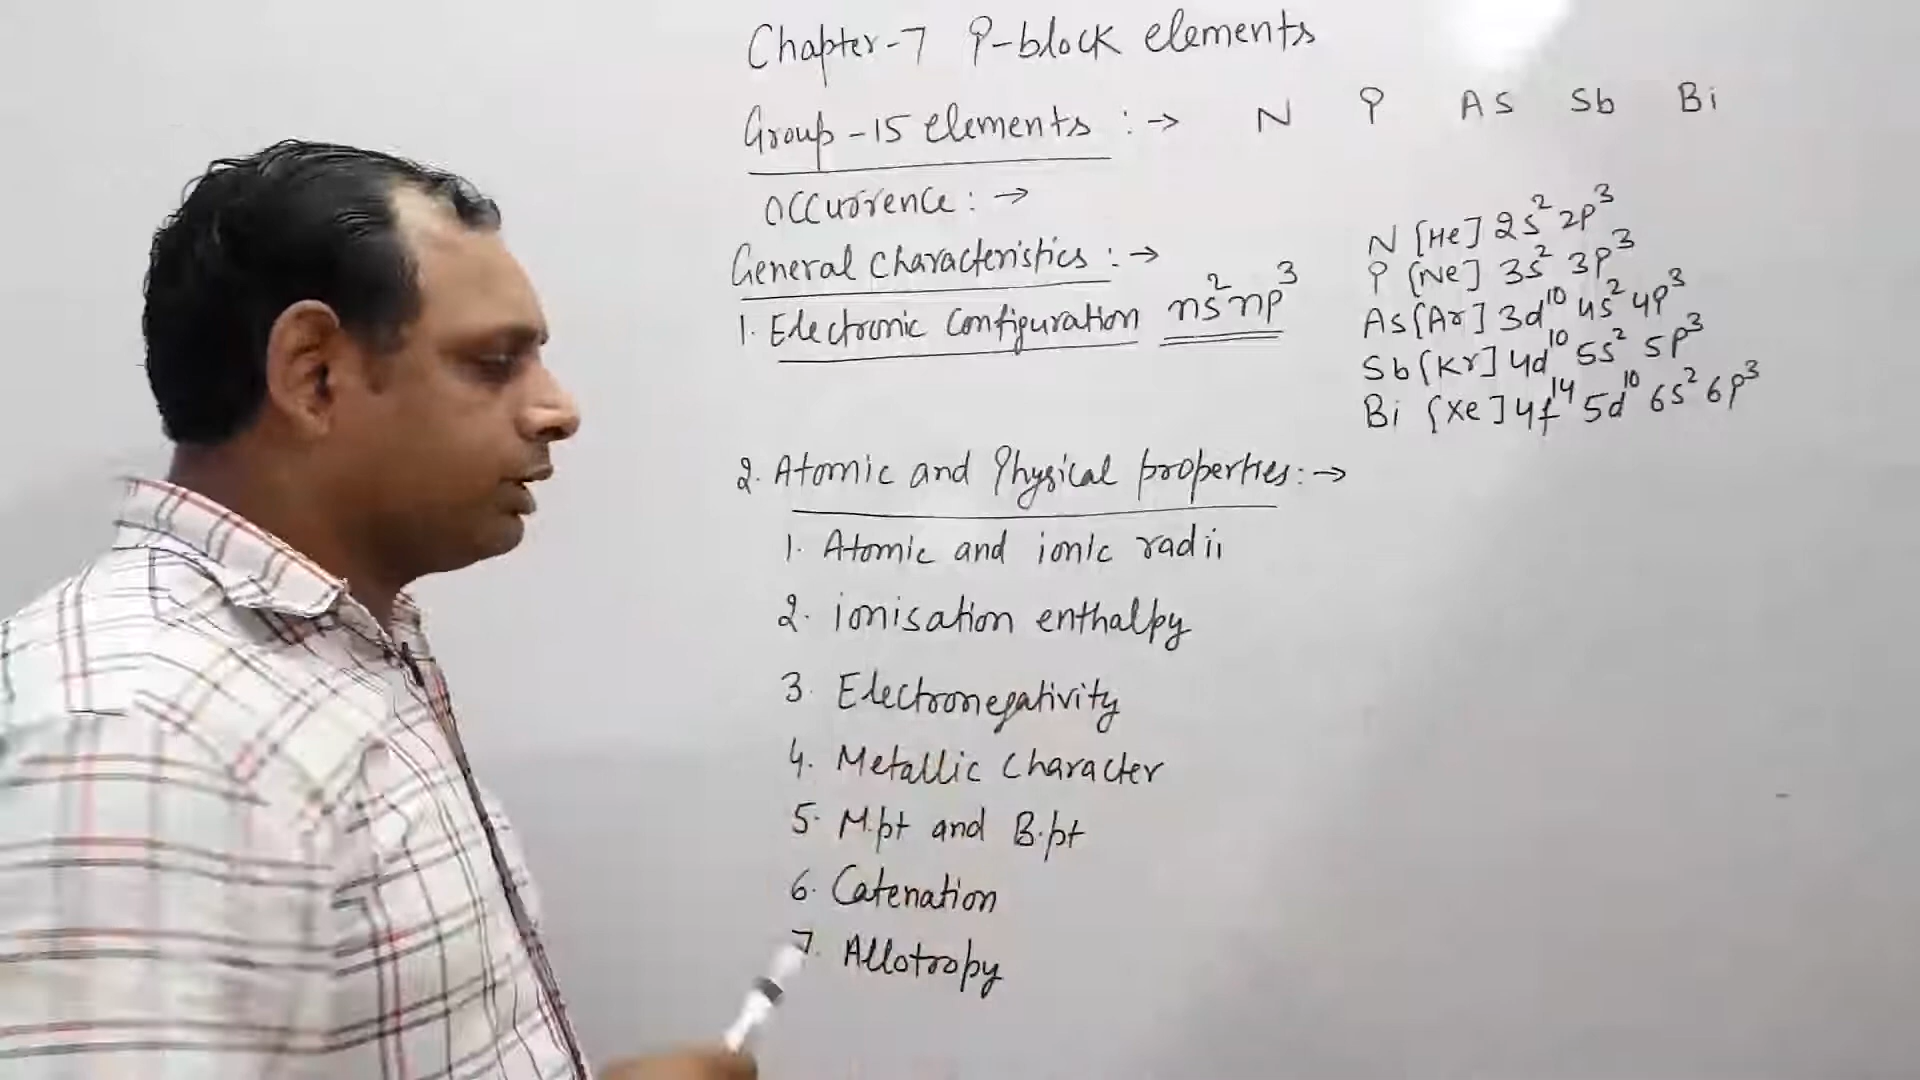 Chapter-7 P-block elements
Group-15 elements :→ N P As Sb Bi
Occurrence :→
General Characteristics :→
1. Electronic Configuration ns² np³
N [He] 2s² 2p³
P [Ne] 3s² 3p³
As [Ar] 3d¹⁰ 4s² 4p³
Sb [Kr] 4d¹⁰ 5s² 5p³
Bi [Xe] 4f¹⁴ 5d¹⁰ 6s² 6p³
2. Atomic and Physical properties :→
1. Atomic and ionic radii
2. ionisation enthalpy
3. Electronegativity
4. Metallic Character
5. M.pt and B.pt
6. Catenation
7. Allotropy